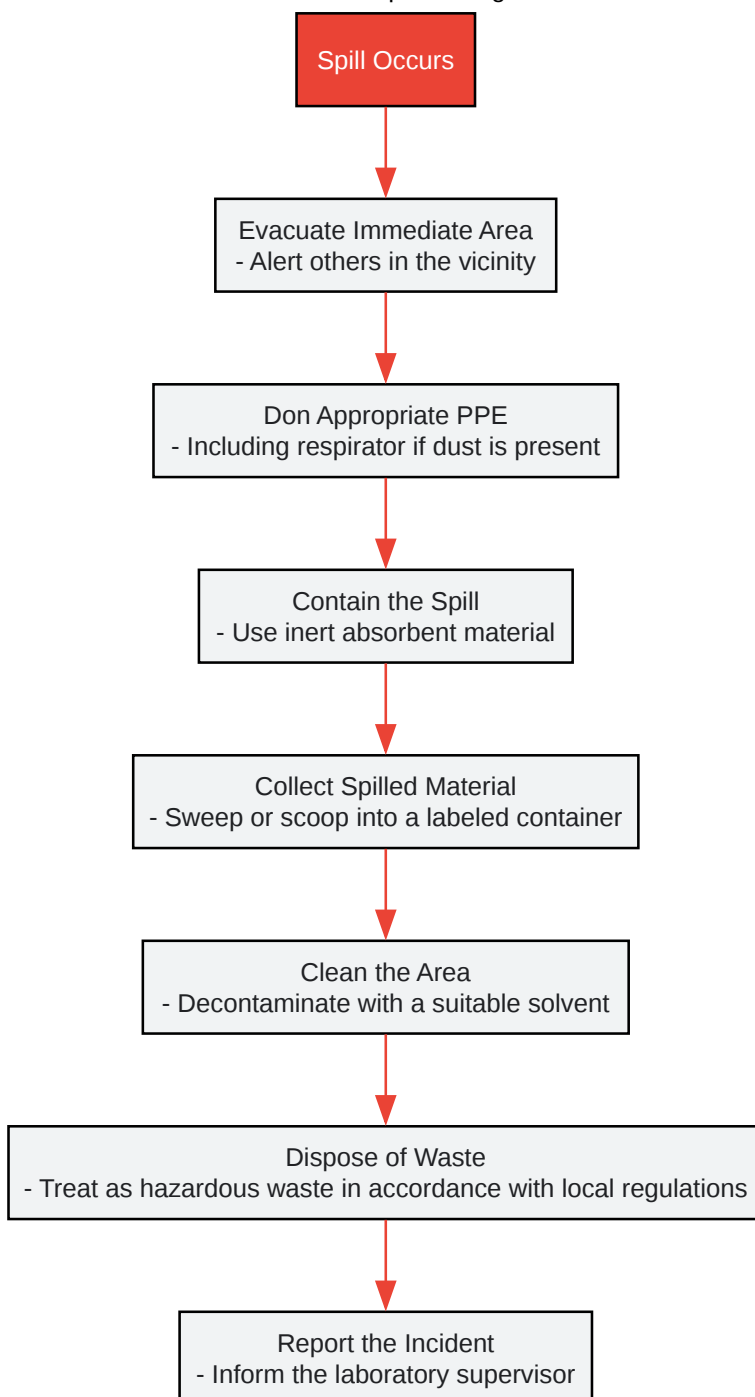 Spill Occurs
Evacuate Immediate Area
- Alert others in the vicinity
Don Appropriate PPE
- Including respirator if dust is present
Contain the Spill
- Use inert absorbent material
Collect Spilled Material
- Sweep or scoop into a labeled container
Clean the Area
- Decontaminate with a suitable solvent
Dispose of Waste
- Treat as hazardous waste in accordance with local regulations
Report the Incident
- Inform the laboratory supervisor